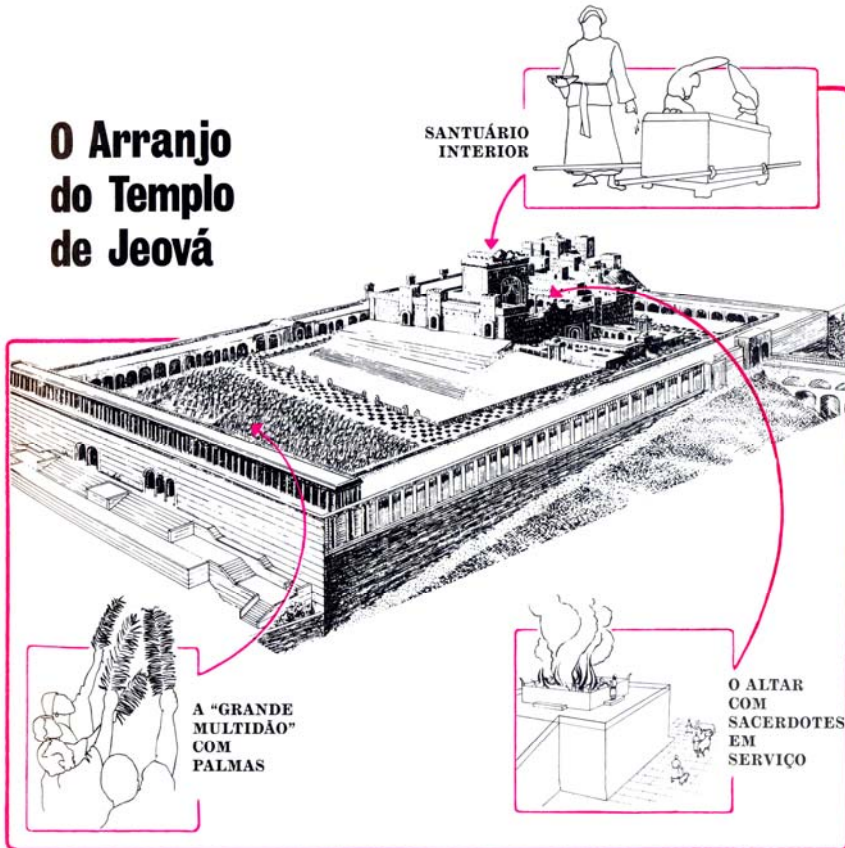 O Arranjo
do Templo
de Jeová
SANTUÁRIO
INTERIOR
A “GRANDE
MULTIDÃO”
COM
PALMAS
O ALTAR
COM
SACERDOTES
EM
SERVIÇO